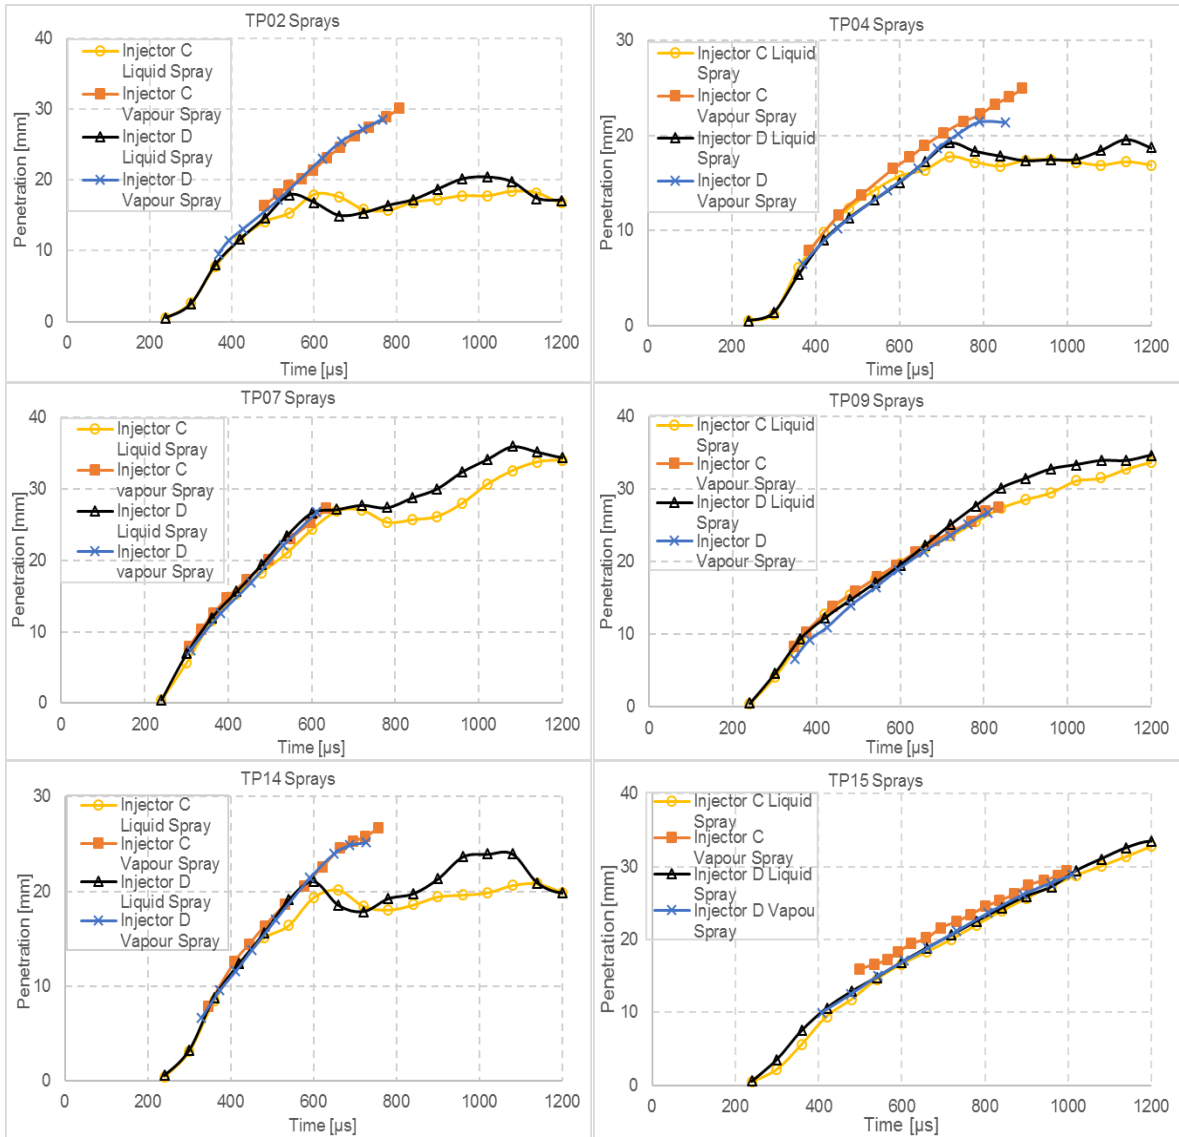 TP02 Sprays
40
30
20
10
0
Penetration [mm]
Injector C
Liquid Spray
Injector C
Vapour Spray
Injector D
Liquid Spray
Injector D
Vapour Spray
0 200 400 600 800 1000 1200
Time [µs]
TP04 Sprays
30
20
10
0
Penetration [mm]
Injector C Liquid
Spray
Injector C
Vapour Spray
Injector D Liquid
Spray
Injector D
Vapour Spray
0 200 400 600 800 1000 1200
Time [µs]
TP07 Sprays
40
30
20
10
0
Penetration [mm]
Injector C
Liquid Spray
Injector C
vapour Spray
Injector D
Liquid Spray
Injector D
vapour Spray
0 200 400 600 800 1000 1200
Time [µs]
TP09 Sprays
40
30
20
10
0
Penetration [mm]
Injector C Liquid
Spray
Injector C
Vapour Spray
Injector D Liquid
Spray
Injector D
Vapour Spray
0 200 400 600 800 1000 1200
Time [µs]
TP14 Sprays
30
20
10
0
Penetration [mm]
Injector C
Liquid Spray
Injector C
Vapour Spray
Injector D
Liquid Spray
Injector D
Vapour Spray
0 200 400 600 800 1000 1200
Time [µs]
TP15 Sprays
40
30
20
10
0
Penetration [mm]
Injector C Liquid
Spray
Injector C
Vapour Spray
Injector D Liquid
Spray
Injector D Vapou
Spray
0 200 400 600 800 1000 1200
Time [µs]